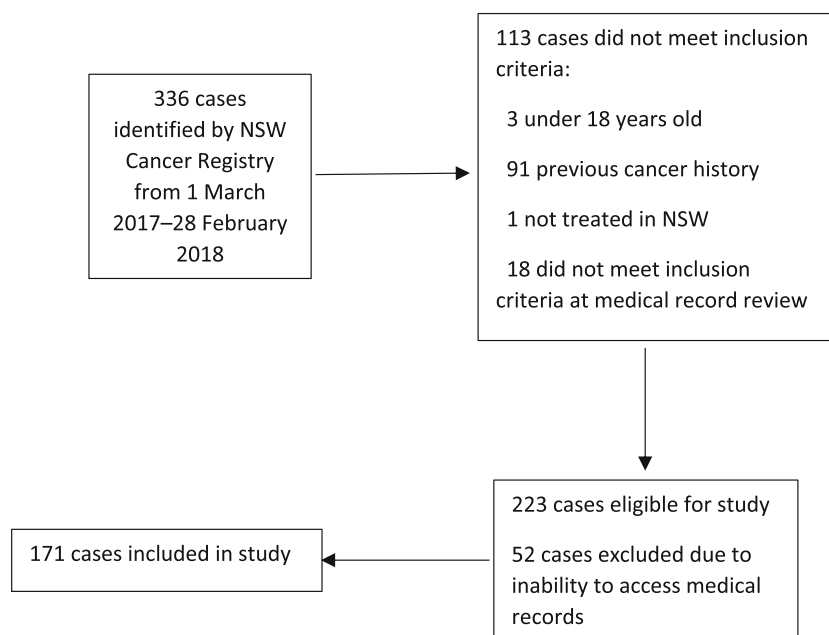 336 cases
identified by NSW
Cancer Registry
from 1 March
2017–28 February
2018
113 cases did not meet inclusion
criteria:
3 under 18 years old
91 previous cancer history
1 not treated in NSW
18 did not meet inclusion
criteria at medical record review
223 cases eligible for study
52 cases excluded due to
inability to access medical
records
171 cases included in study